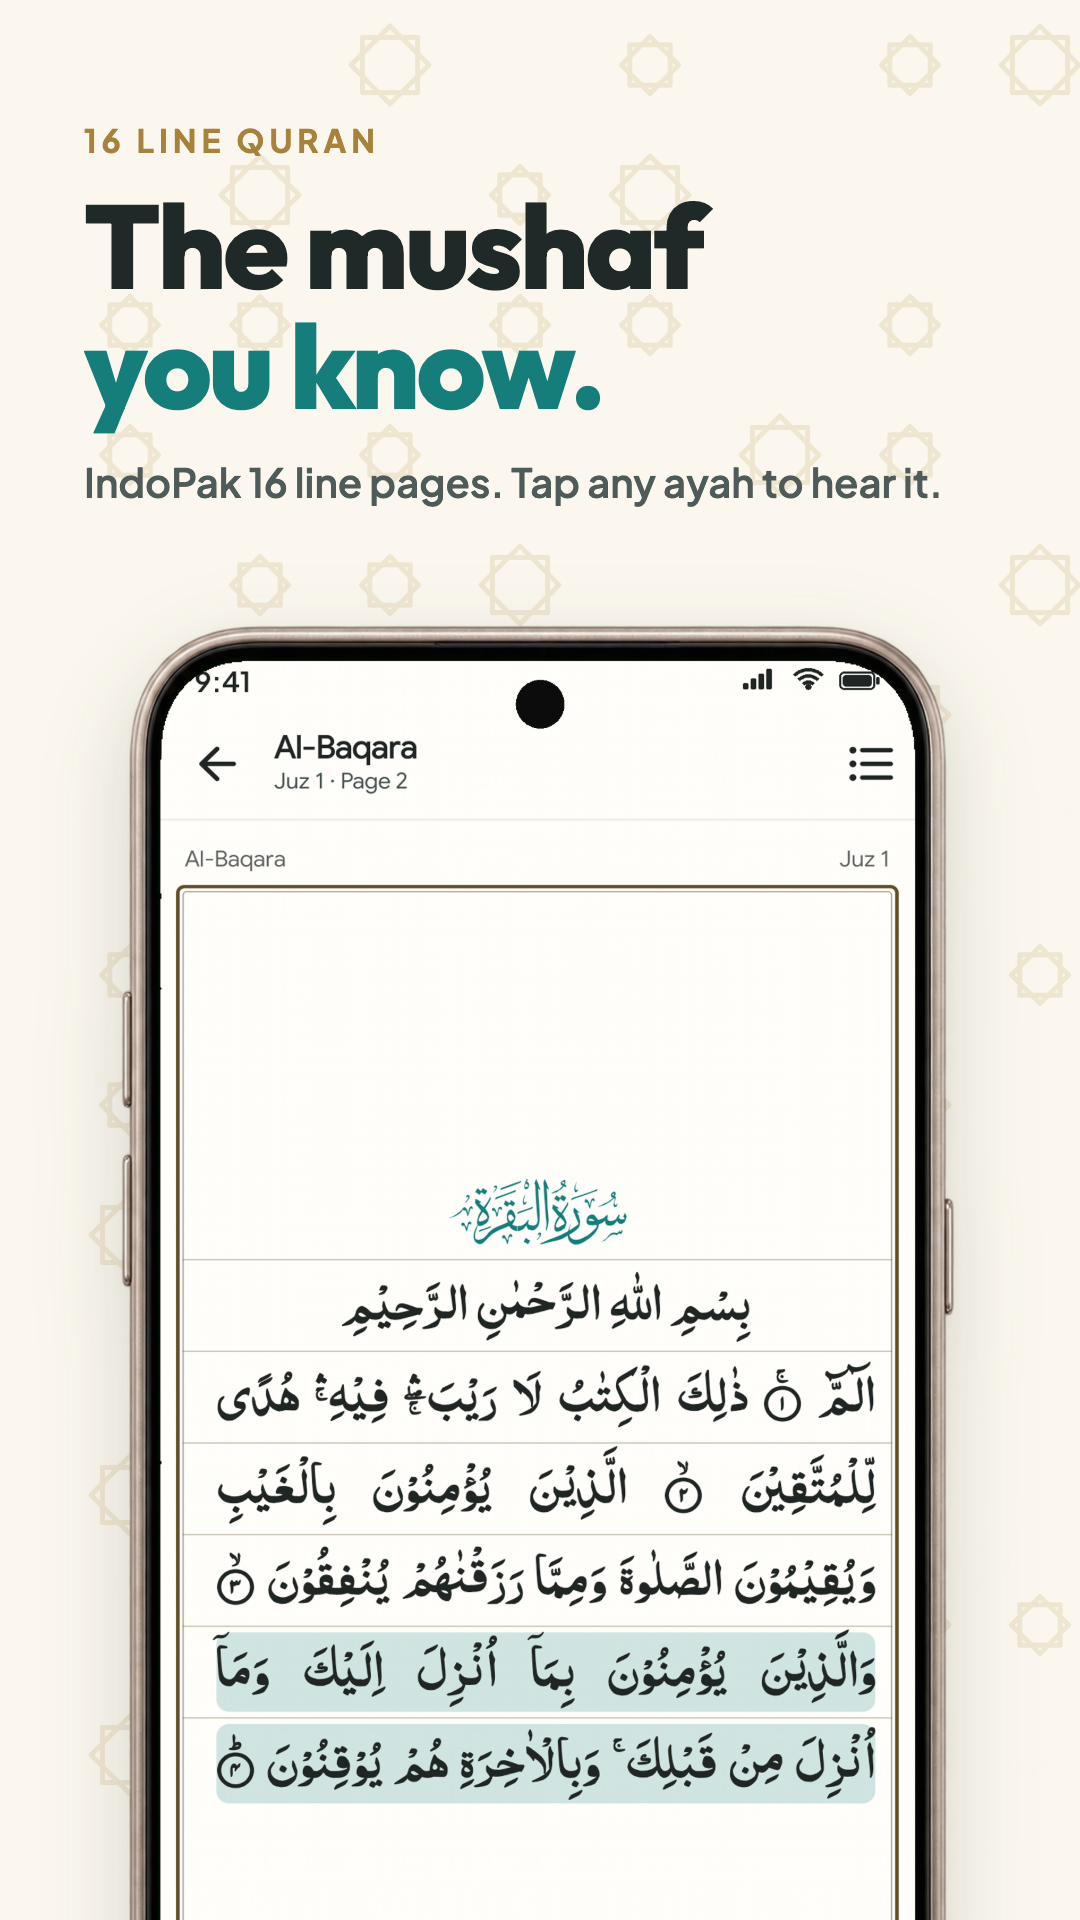 16 LINE QURAN
The mushaf
you know.
IndoPak 16 line pages. Tap any ayah to hear it.
9:41
Al-Baqara
Juz 1 · Page 2
Al-Baqara
Juz 1
سُورَةُ الْبَقَرَةِ
بِسْمِ اللّٰهِ الرَّحْمٰنِ الرَّحِيْمِ
الٓمّٓ ۚ‏ ۝١ ذٰلِكَ الْكِتٰبُ لَا رَيْبَ ۛۚ فِيْهِ ۛۚ هُدًى
لِّلْمُتَّقِيْنَ ۙ‏ ۝٢ الَّذِيْنَ يُؤْمِنُوْنَ بِالْغَيْبِ
وَيُقِيْمُوْنَ الصَّلٰوةَ وَمِمَّا رَزَقْنٰهُمْ يُنْفِقُوْنَ ۙ‏ ۝٣
وَالَّذِيْنَ يُؤْمِنُوْنَ بِمَاۤ اُنْزِلَ اِلَيْكَ وَمَاۤ
اُنْزِلَ مِنْ قَبْلِكَ ۚ وَبِالْاٰخِرَةِ هُمْ يُوْقِنُوْنَ ؕ‏ ۝٤